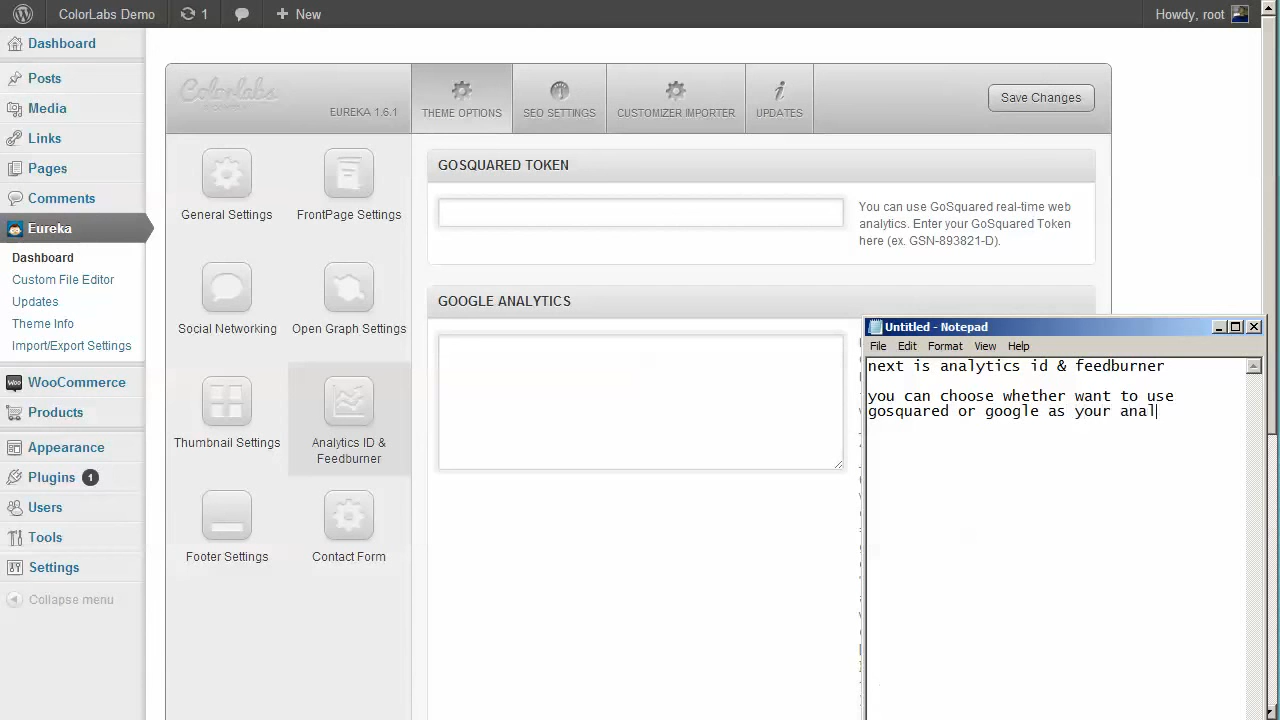 ColorLabs Demo
1
New
Howdy, root
Dashboard
Posts
Media
Links
Pages
Comments
Eureka
Dashboard
Custom File Editor
Updates
Theme Info
Import/Export Settings
WooCommerce
Products
Appearance
Plugins 1
Users
Tools
Settings
Collapse menu
Colorlabs
EUREKA 1.6.1
THEME OPTIONS
SEO SETTINGS
CUSTOMIZER IMPORTER
UPDATES
Save Changes
General Settings
FrontPage Settings
Social Networking
Open Graph Settings
Thumbnail Settings
Analytics ID &
Feedburner
Footer Settings
Contact Form
GOSQUARED TOKEN
You can use GoSquared real-time web
analytics. Enter your GoSquared Token
here (ex. GSN-893821-D).
GOOGLE ANALYTICS
Untitled - Notepad
File Edit Format View Help
next is analytics id & feedburner
you can choose whether want to use
gosquared or google as your anal